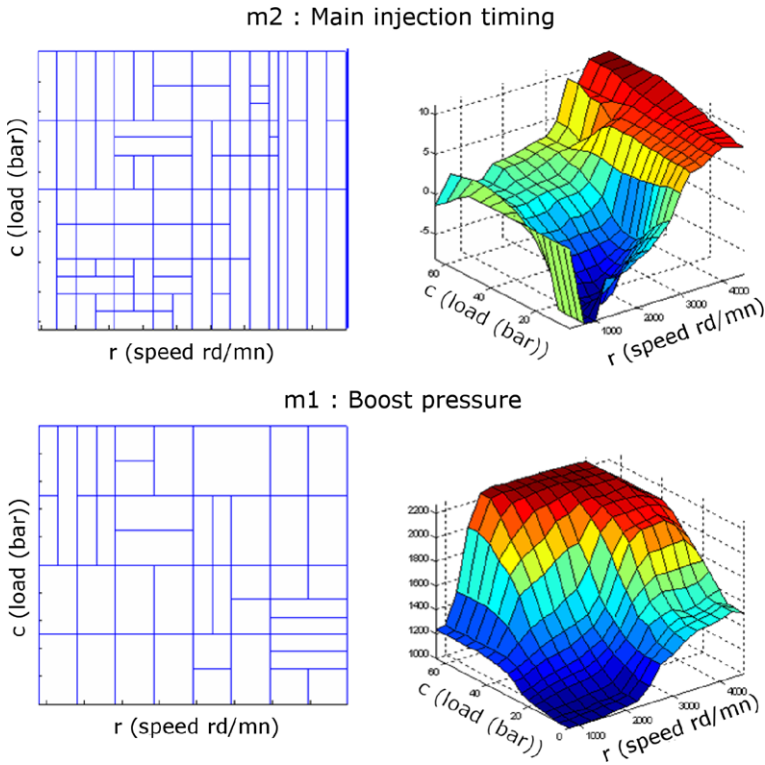 m2 : Main injection timing
c (load (bar))
r (speed rd/mn)
10
5
0
-5
60
40
20
1000
2000
3000
4000
c (load (bar))
r (speed rd/mn)
m1 : Boost pressure
c (load (bar))
r (speed rd/mn)
2200
2000
1800
1600
1400
1200
1000
60
40
20
0
1000
2000
3000
4000
c (load (bar))
r (speed rd/mn)